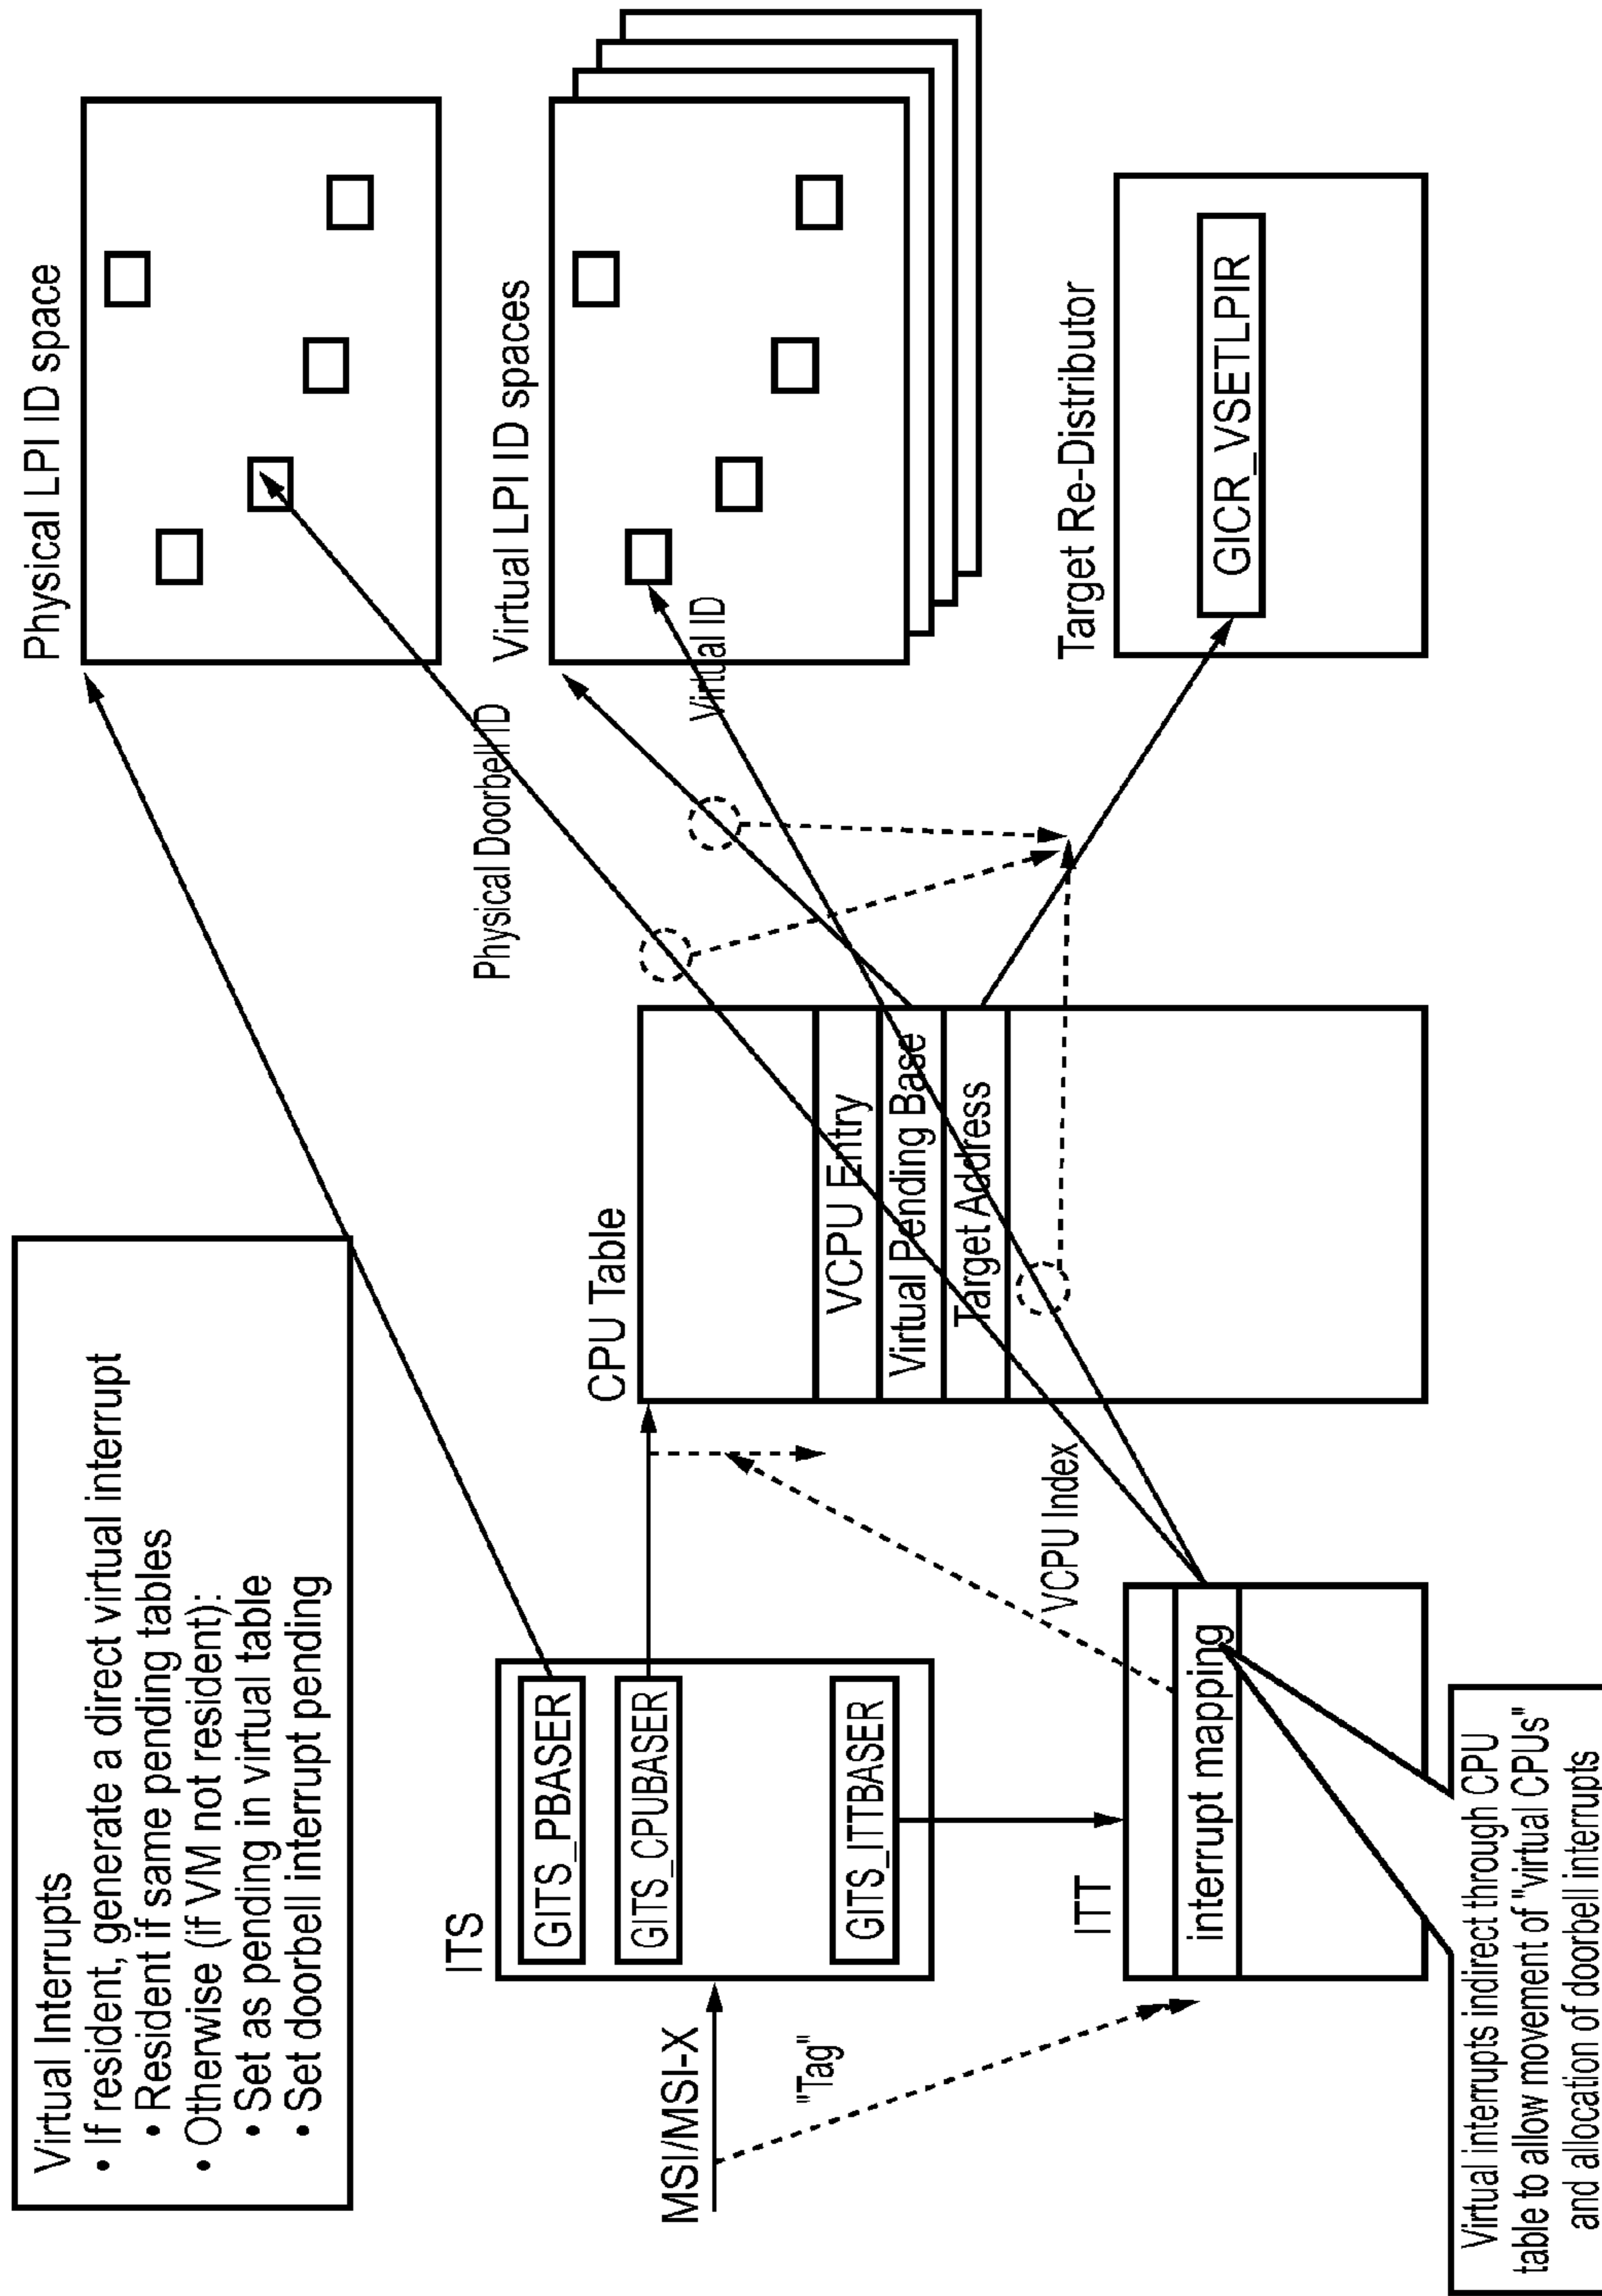 Virtual Interrupts
• If resident, generate a direct virtual interrupt
• Resident if same pending tables
• Otherwise (if VM not resident):
• Set as pending in virtual table
• Set doorbell interrupt pending
Physical LPI ID space
Physical Doorbell ID
Virtual LPI ID spaces
Virtual ID
ITS
GITS_PBASER
GITS_CPUBASER
GITS_ITTBASER
MSI/MSI-X
"Tag"
CPU Table
VCPU Entry
Virtual Pending Base
Target Address
VCPU Index
Target Re-Distributor
GICR_VSETLPIR
ITT
interrupt mapping
Virtual interrupts indirect through CPU
table to allow movement of "virtual CPUs"
and allocation of doorbell interrupts